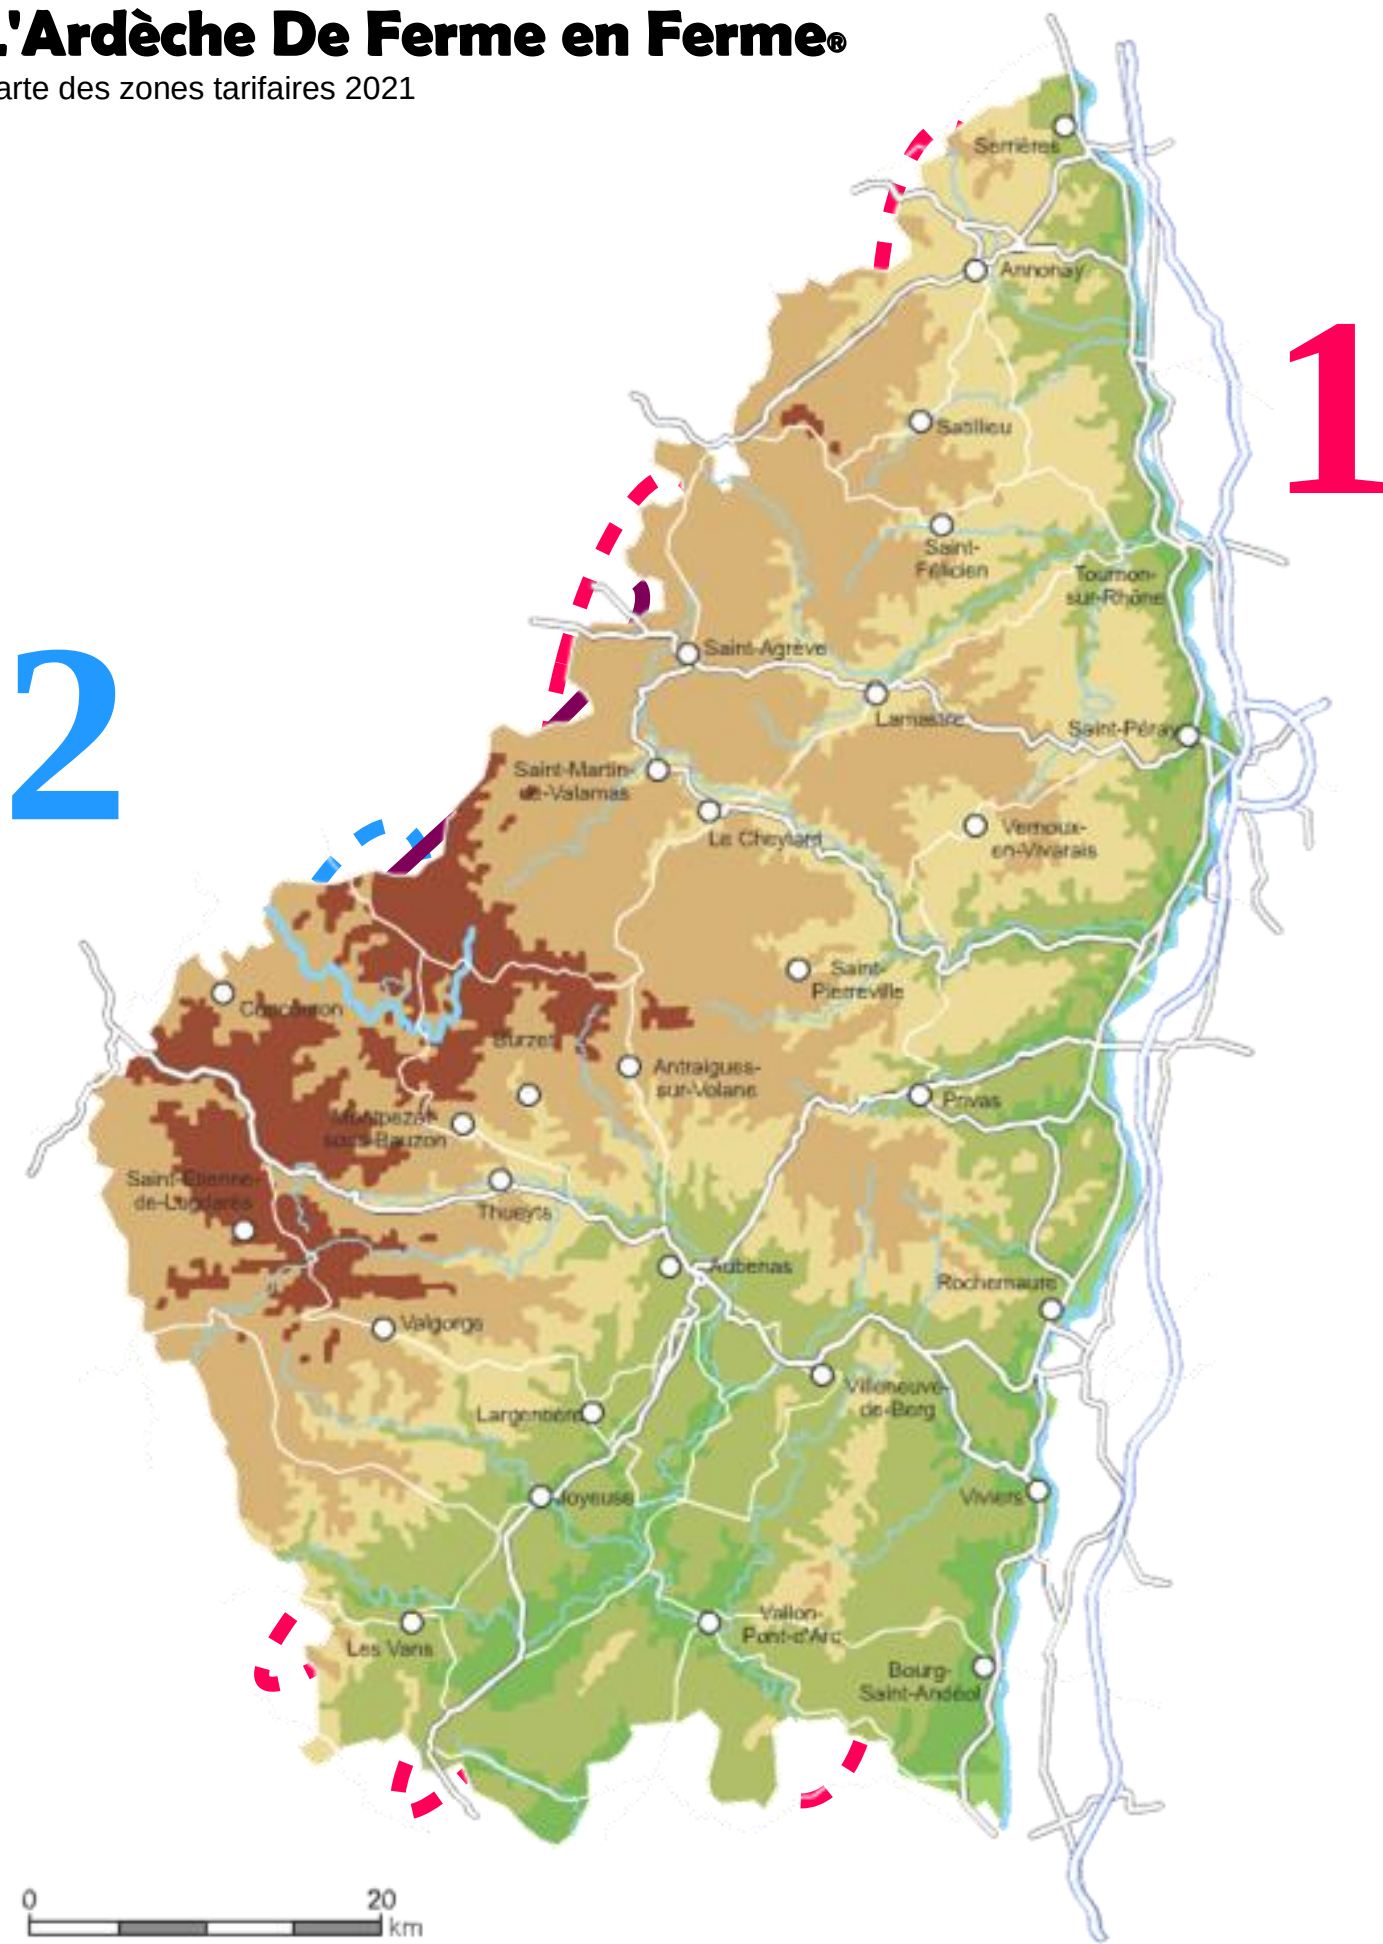 L'Ardèche De Ferme en Ferme®
arte des zones tarifaires 2021
Serrières
Annonay
1
Satillieu
Saint-
Félicien
Tournon-
sur-Rhône
Saint-Agrève
Lamastre
2
Saint-Péray
Saint-Martin-
de-Valamas
Le Cheylard
Vernoux-
en-Vivarais
Saint-
Pierreville
Coucouron
Burzet
Antraigues-
sur-Volane
Privas
Montpezat-
sous-Bauzon
Saint-Etienne-
de-Lugdarès
Thueyts
Aubenas
Rochemaure
Valgorge
Villeneuve-
de-Berg
Largentière
Joyeuse
Viviers
Vallon-
Pont-d'Arc
Les Vans
Bourg-
Saint-Andéol
0 20
km